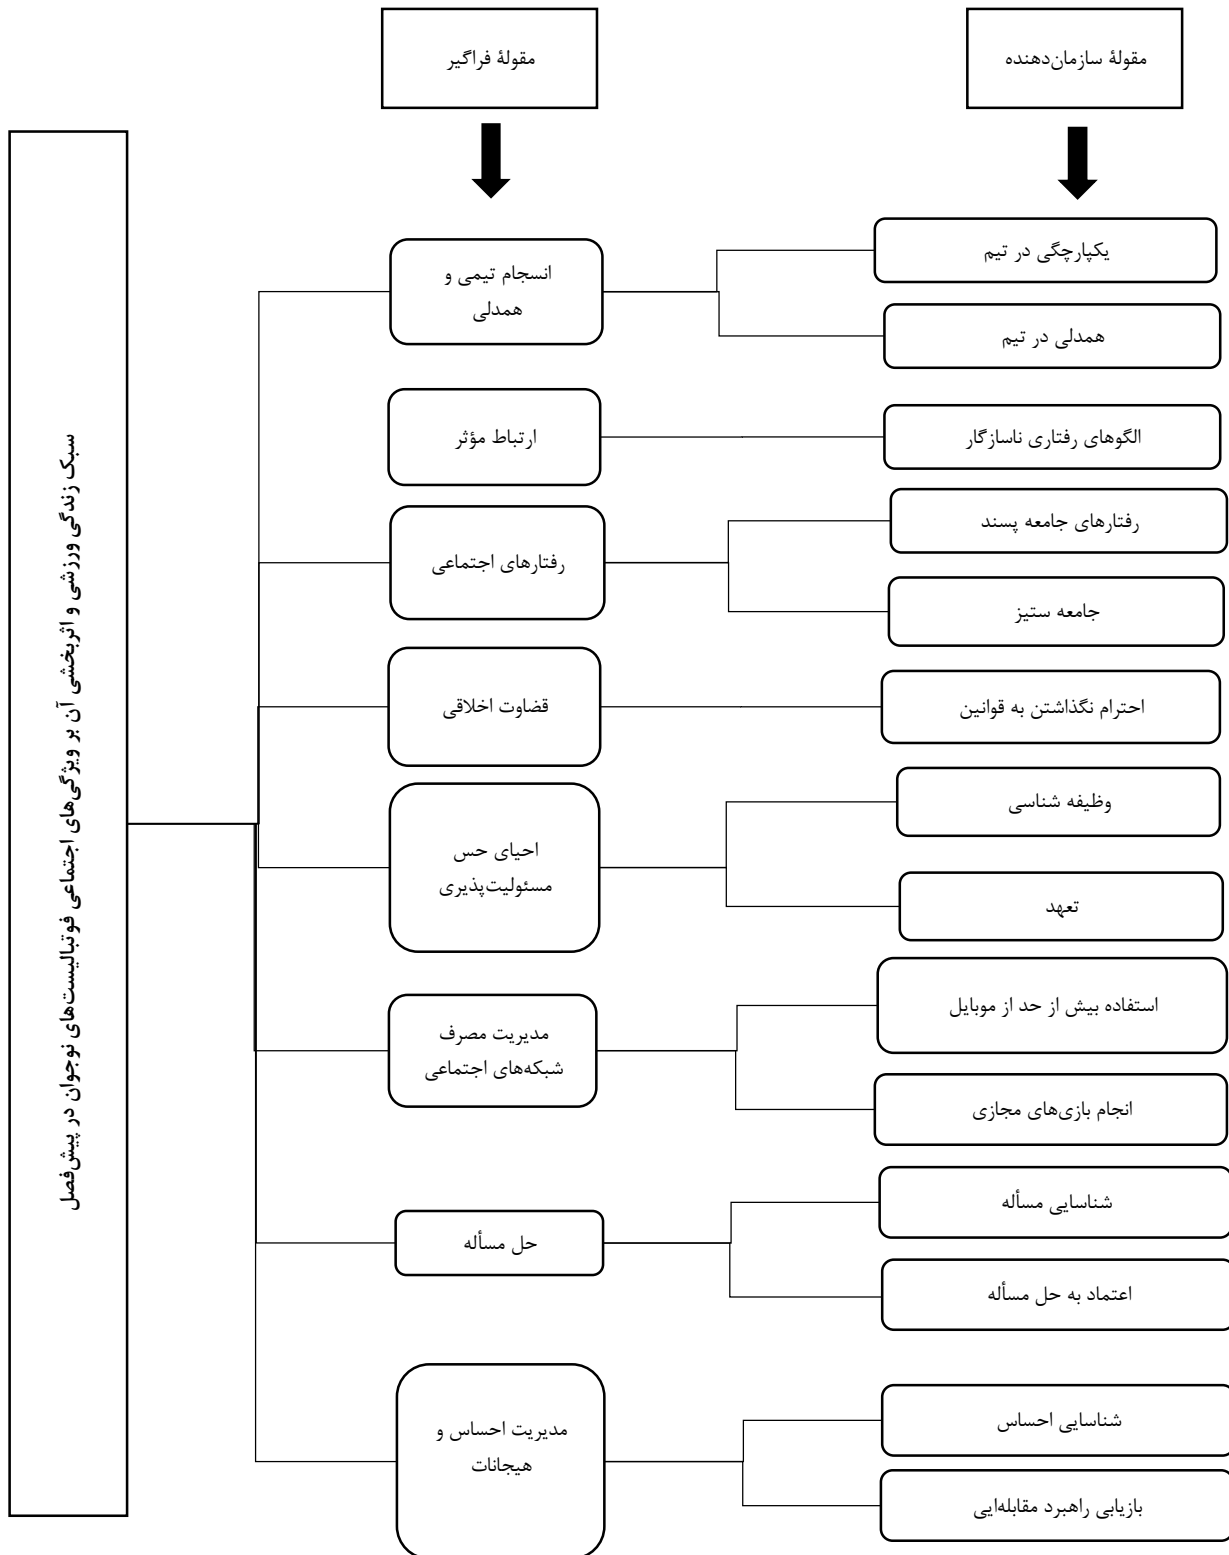 مقولهٔ سازمان‌دهنده
مقولهٔ فراگیر
سبک زندگی ورزشی و اثربخشی آن بر ویژگی‌های اجتماعی فوتبالیست‌های نوجوان در پیش‌فصل
انسجام تیمی و
همدلی
یکپارچگی در تیم
همدلی در تیم
ارتباط مؤثر
الگوهای رفتاری ناسازگار
رفتارهای اجتماعی
رفتارهای جامعه پسند
جامعه ستیز
قضاوت اخلاقی
احترام نگذاشتن به قوانین
احیای حس
مسئولیت‌پذیری
وظیفه شناسی
تعهد
مدیریت مصرف
شبکه‌های اجتماعی
استفاده بیش از حد از موبایل
انجام بازی‌های مجازی
حل مسأله
شناسایی مسأله
اعتماد به حل مسأله
مدیریت احساس و
هیجانات
شناسایی احساس
بازیابی راهبرد مقابله‌ایی